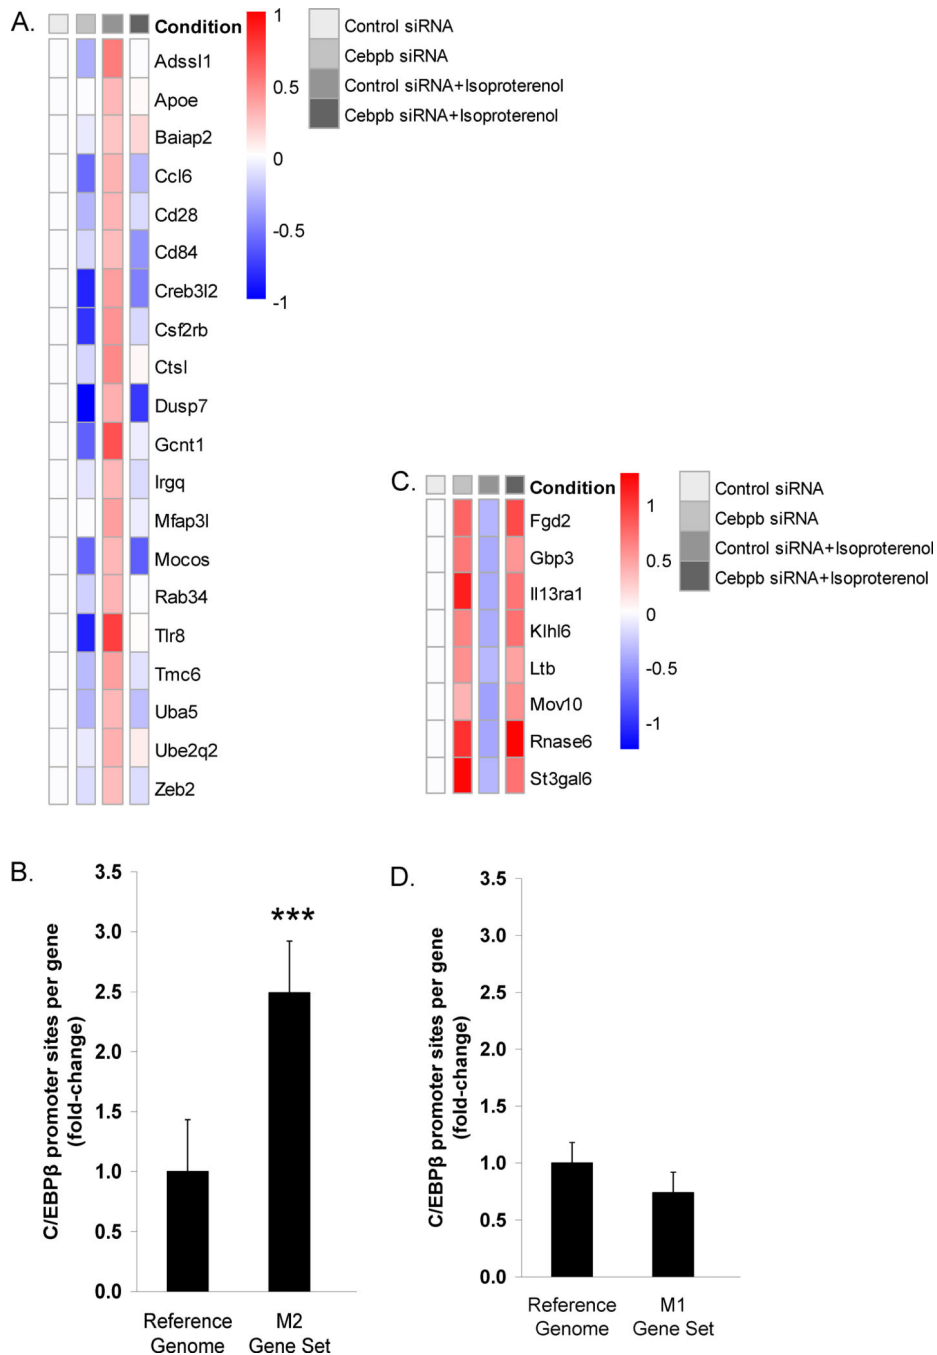 A.
Condition
Adssl1
Apoe
Baiap2
Ccl6
Cd28
Cd84
Creb3l2
Csf2rb
Ctsl
Dusp7
Gcnt1
Irgq
Mfap3l
Mocos
Rab34
Tlr8
Tmc6
Uba5
Ube2q2
Zeb2
1
0.5
0
-0.5
-1
Control siRNA
Cebpb siRNA
Control siRNA+Isoproterenol
Cebpb siRNA+Isoproterenol
C.
Condition
Fgd2
Gbp3
Il13ra1
Klhl6
Ltb
Mov10
Rnase6
St3gal6
1
0.5
0
-0.5
-1
Control siRNA
Cebpb siRNA
Control siRNA+Isoproterenol
Cebpb siRNA+Isoproterenol
B.
C/EBPβ promoter sites per gene
(fold-change)
3.5
3.0
2.5
2.0
1.5
1.0
0.5
0.0
***
Reference
Genome
M2
Gene Set
D.
C/EBPβ promoter sites per gene
(fold-change)
3.5
3.0
2.5
2.0
1.5
1.0
0.5
0.0
Reference
Genome
M1
Gene Set